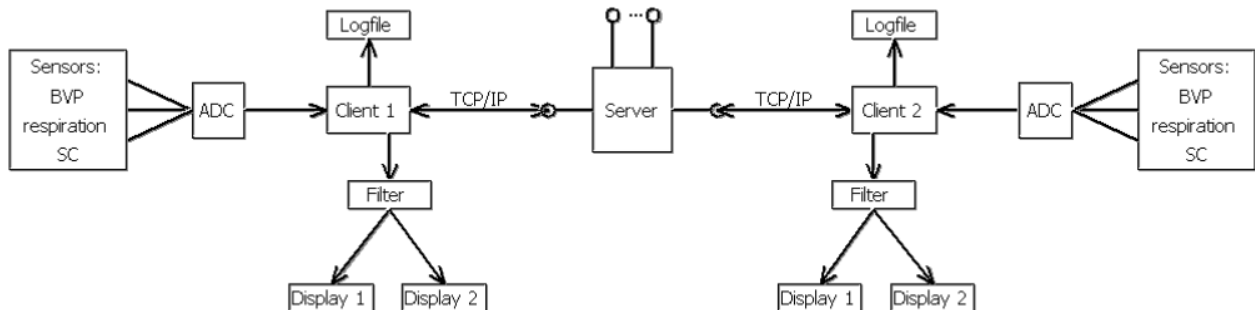 Logfile
...
Logfile
Sensors:
BVP
respiration
SC
ADC
Client 1
TCP/IP
Server
TCP/IP
Client 2
ADC
Sensors:
BVP
respiration
SC
Filter
Filter
Display 1
Display 2
Display 1
Display 2